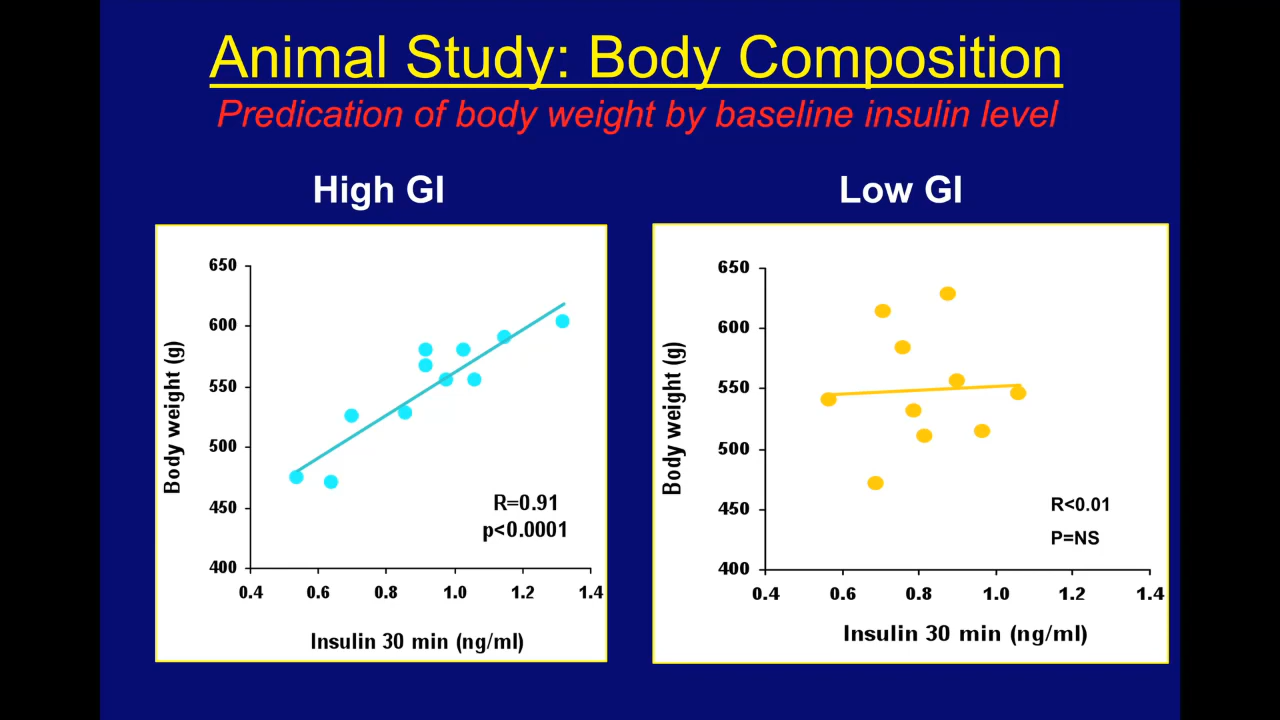 Animal Study: Body Composition
Predication of body weight by baseline insulin level
High GI
Low GI
650
600
550
500
450
400
Body weight (g)
R=0.91
p<0.0001
0.4 0.6 0.8 1.0 1.2 1.4
Insulin 30 min (ng/ml)
650
600
550
500
450
400
Body weight (g)
R<0.01
P=NS
0.4 0.6 0.8 1.0 1.2 1.4
Insulin 30 min (ng/ml)